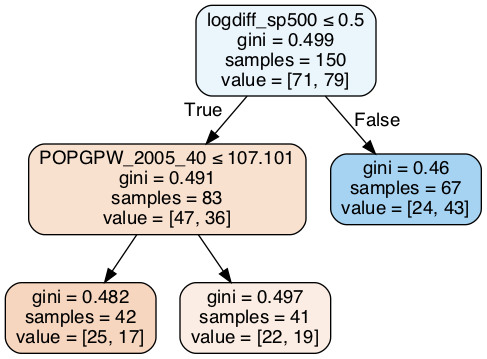 logdiff_sp500 ≤ 0.5
gini = 0.499
samples = 150
value = [71, 79]
True
False
POPGPW_2005_40 ≤ 107.101
gini = 0.491
samples = 83
value = [47, 36]
gini = 0.46
samples = 67
value = [24, 43]
gini = 0.482
samples = 42
value = [25, 17]
gini = 0.497
samples = 41
value = [22, 19]